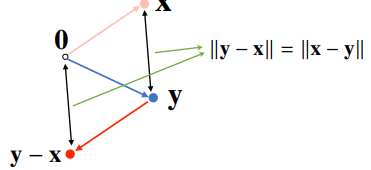 x
0
‖y − x‖ = ‖x − y‖
y
y − x